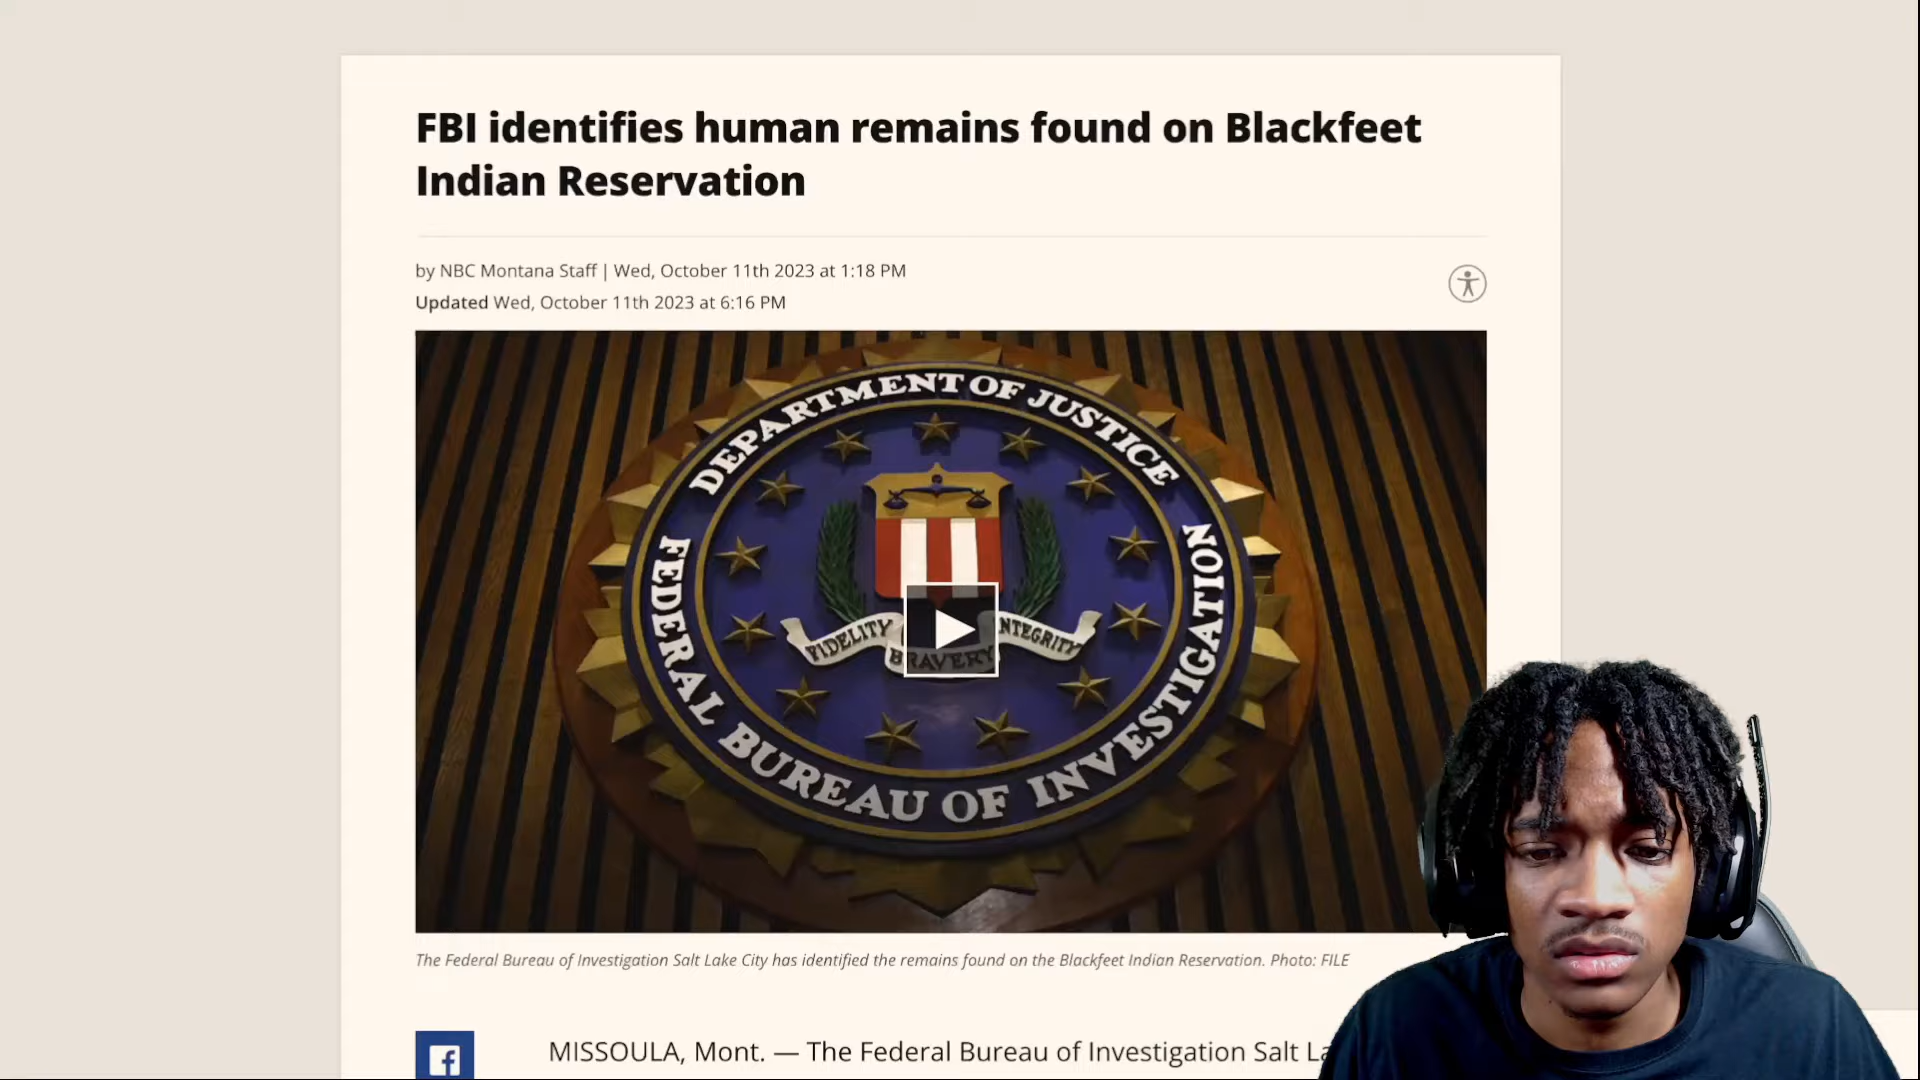 FBI identifies human remains found on Blackfeet
Indian Reservation
by NBC Montana Staff | Wed, October 11th 2023 at 1:18 PM
Updated Wed, October 11th 2023 at 6:16 PM
DEPARTMENT OF JUSTICE
FEDERAL BUREAU OF INVESTIGATION
FIDELITY
BRAVERY
INTEGRITY
The Federal Bureau of Investigation Salt Lake City has identified the remains found on the Blackfeet Indian Reservation. Photo: FILE
MISSOULA, Mont. — The Federal Bureau of Investigation Salt